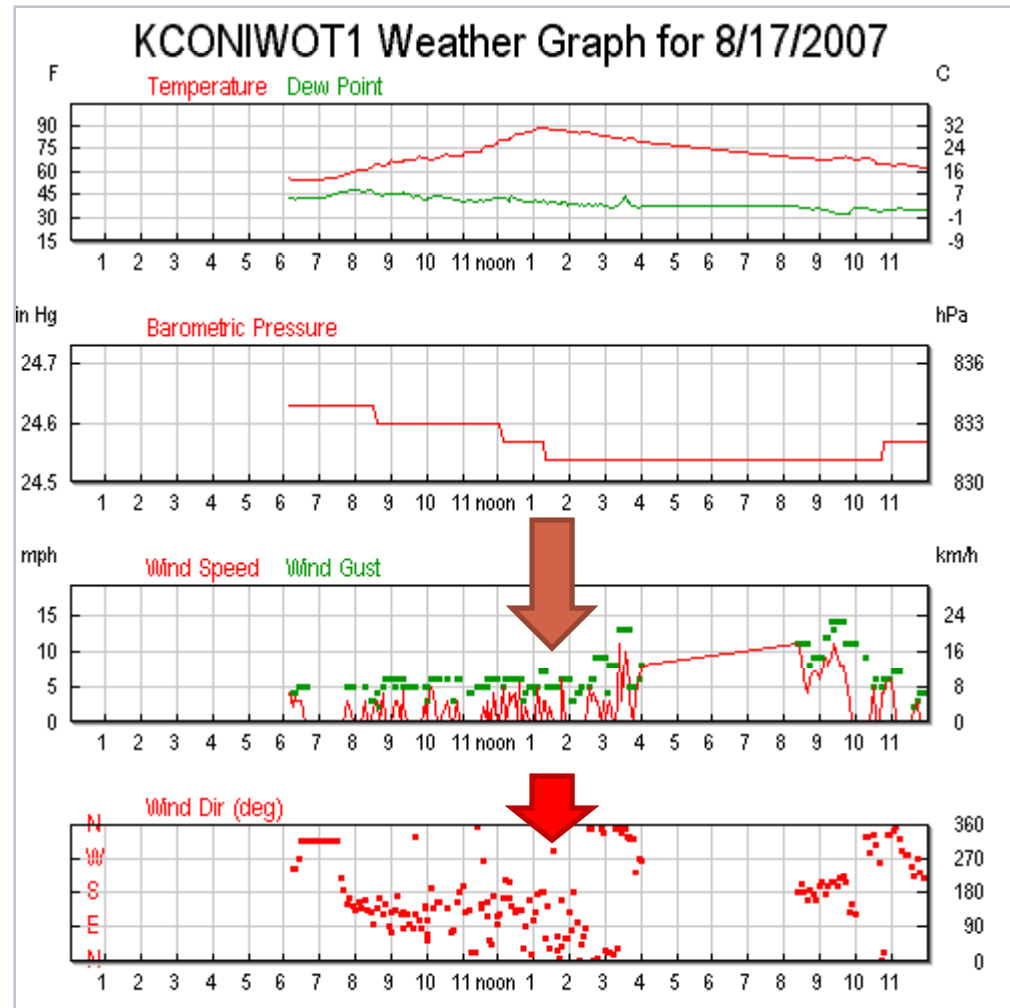 KCONIWOT1 Weather Graph for 8/17/2007
F Temperature Dew Point C
90 32
75 24
60 16
45 7
30 -1
15 -9
1 2 3 4 5 6 7 8 9 10 11 noon 1 2 3 4 5 6 7 8 9 10 11
in Hg Barometric Pressure hPa
24.7 836
24.6 833
24.5 830
1 2 3 4 5 6 7 8 9 10 11 noon 1 2 3 4 5 6 7 8 9 10 11
mph Wind Speed Wind Gust km/h
15 24
10 16
5 8
0 0
1 2 3 4 5 6 7 8 9 10 11 noon 1 2 3 4 5 6 7 8 9 10 11
Wind Dir (deg)
N 360
W 270
S 180
E 90
N 0
1 2 3 4 5 6 7 8 9 10 11 noon 1 2 3 4 5 6 7 8 9 10 11